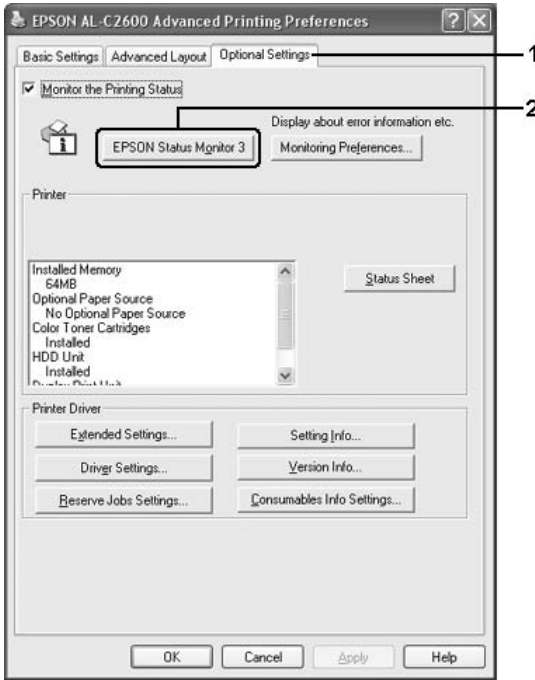 EPSON AL-C2600 Advanced Printing Preferences
Basic Settings Advanced Layout Optional Settings 1
Monitor the Printing Status
2
Display about error information etc.
EPSON Status Monitor 3 Monitoring Preferences...
Printer
Installed Memory
64MB
Optional Paper Source
No Optional Paper Source
Color Toner Cartridges
Installed
HDD Unit
Installed
Status Sheet
Printer Driver
Extended Settings... Setting Info...
Driver Settings... Version Info...
Reserve Jobs Settings... Consumables Info Settings...
OK Cancel Apply Help